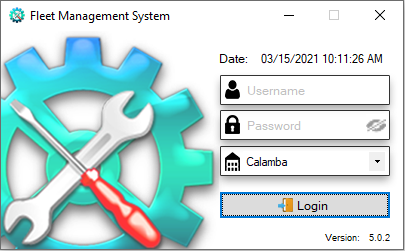 Fleet Management System
Date: 03/15/2021 10:11:26 AM
Username
Password
Calamba
Login
Version: 5.0.2